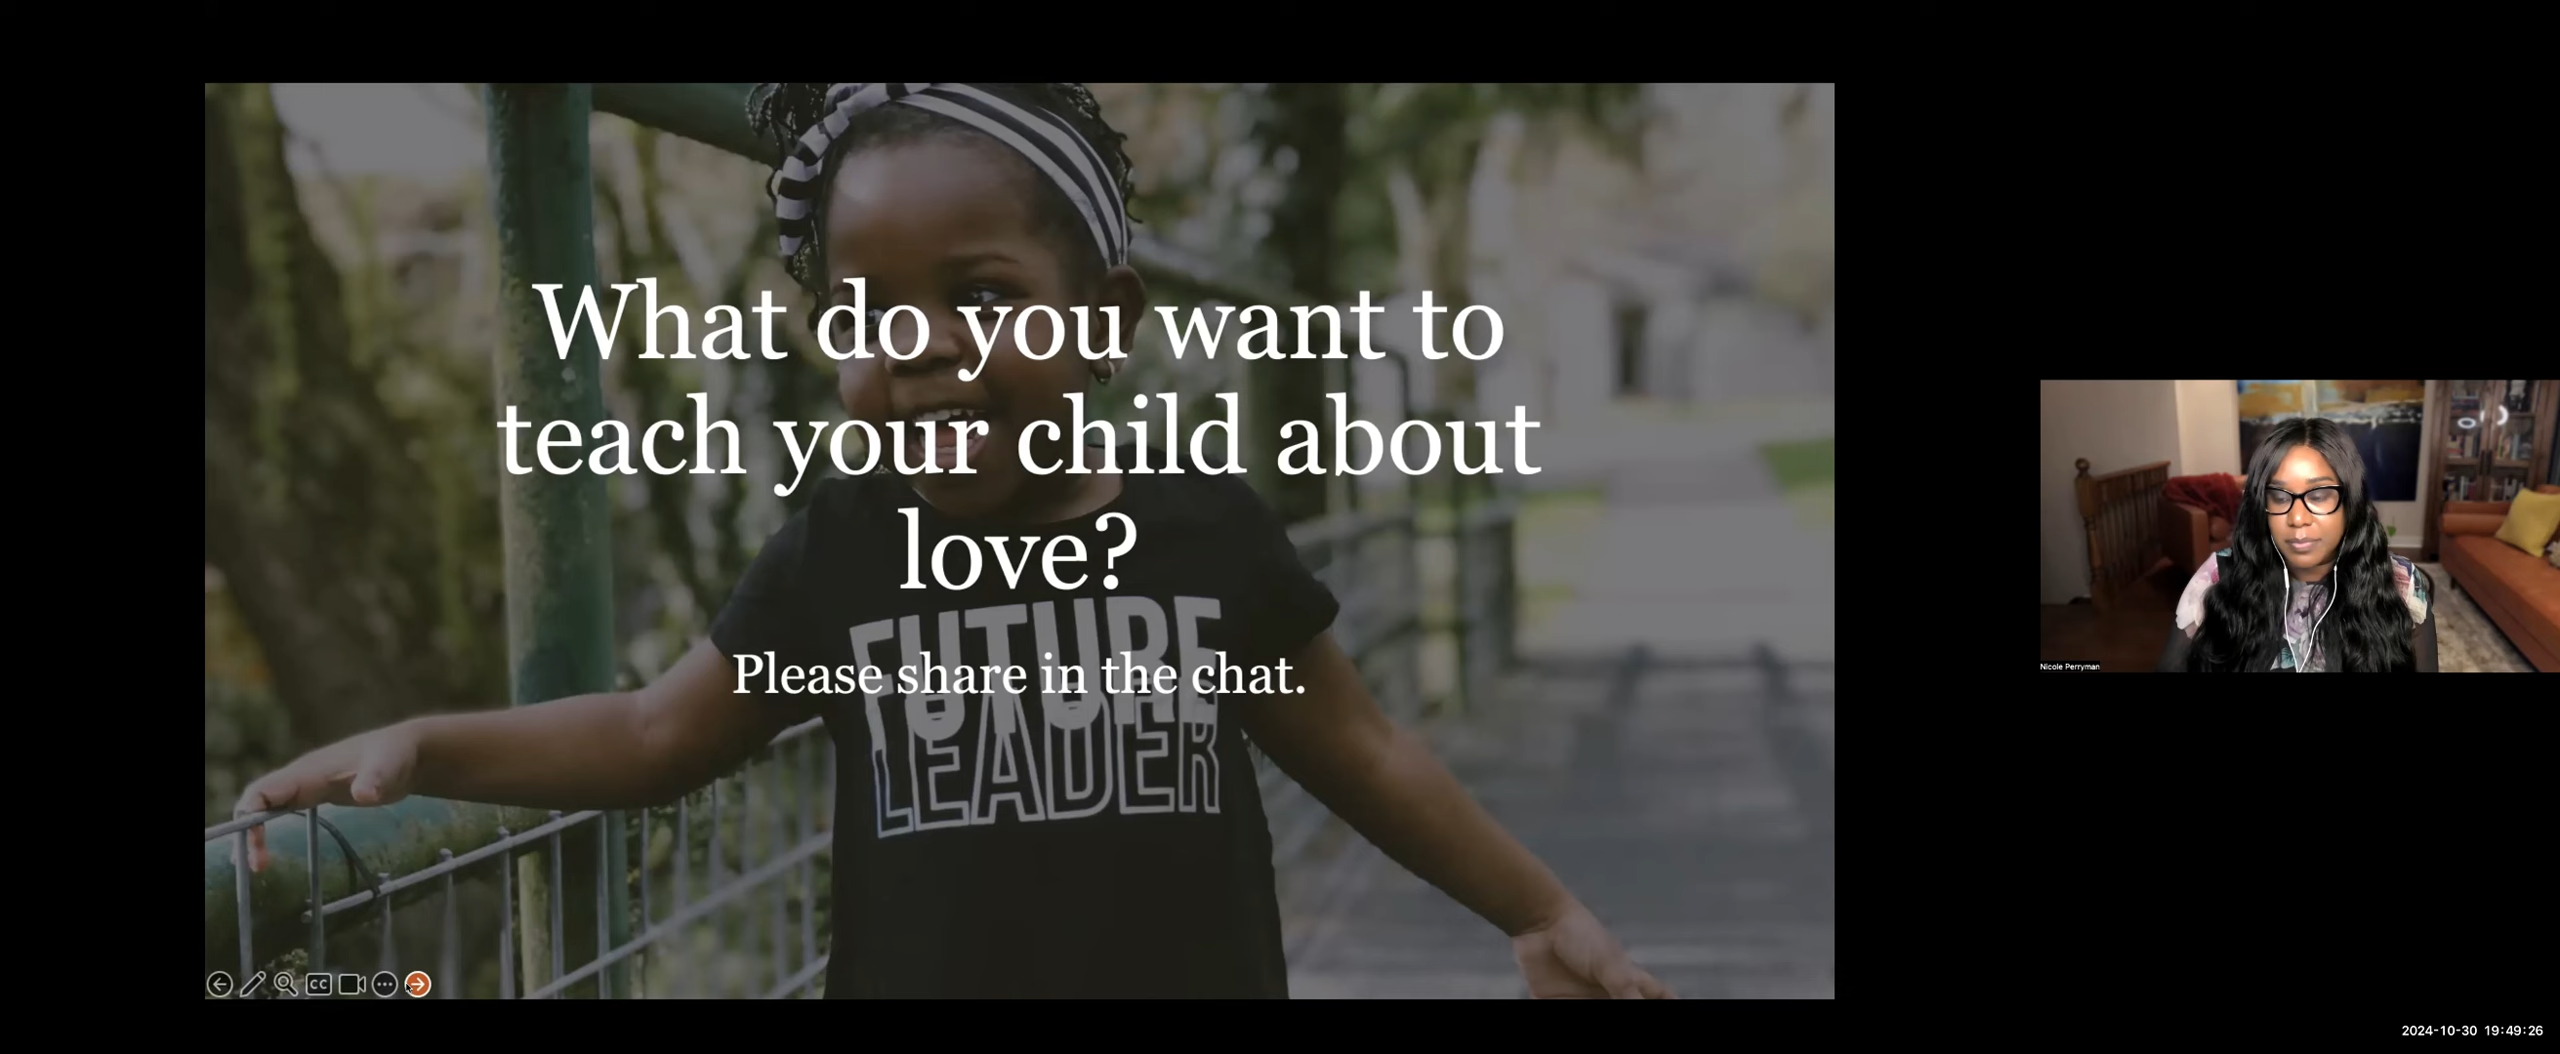 What do you want to
teach your child about
love?
FUTURE
Please share in the chat.
LEADER
CC
Nicole Perryman
2024-10-30 19:49:26